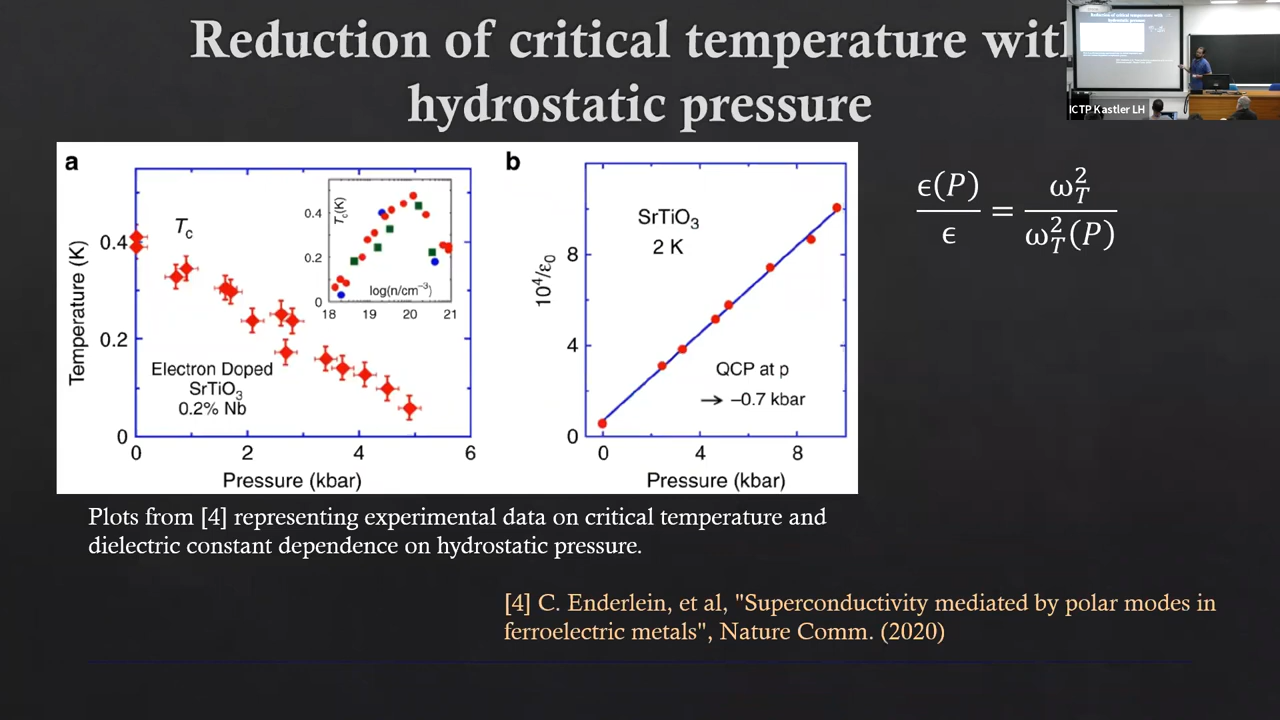 Reduction of critical temperature with
hydrostatic pressure
ICTP Kastler LH
a
Temperature (K)
0.4
0.2
0
0
2
4
6
Pressure (kbar)
T_c
Electron Doped
SrTiO₃
0.2% Nb
T_c(K)
0.4
0.2
0
18
19
20
21
log(n/cm⁻³)
b
10⁴/ε₀
8
4
0
0
4
8
Pressure (kbar)
SrTiO₃
2 K
QCP at p
→ −0.7 kbar
ϵ(P)/ϵ = ω_T²/ω_T²(P)
Plots from [4] representing experimental data on critical temperature and
dielectric constant dependence on hydrostatic pressure.
[4] C. Enderlein, et al, "Superconductivity mediated by polar modes in
ferroelectric metals", Nature Comm. (2020)